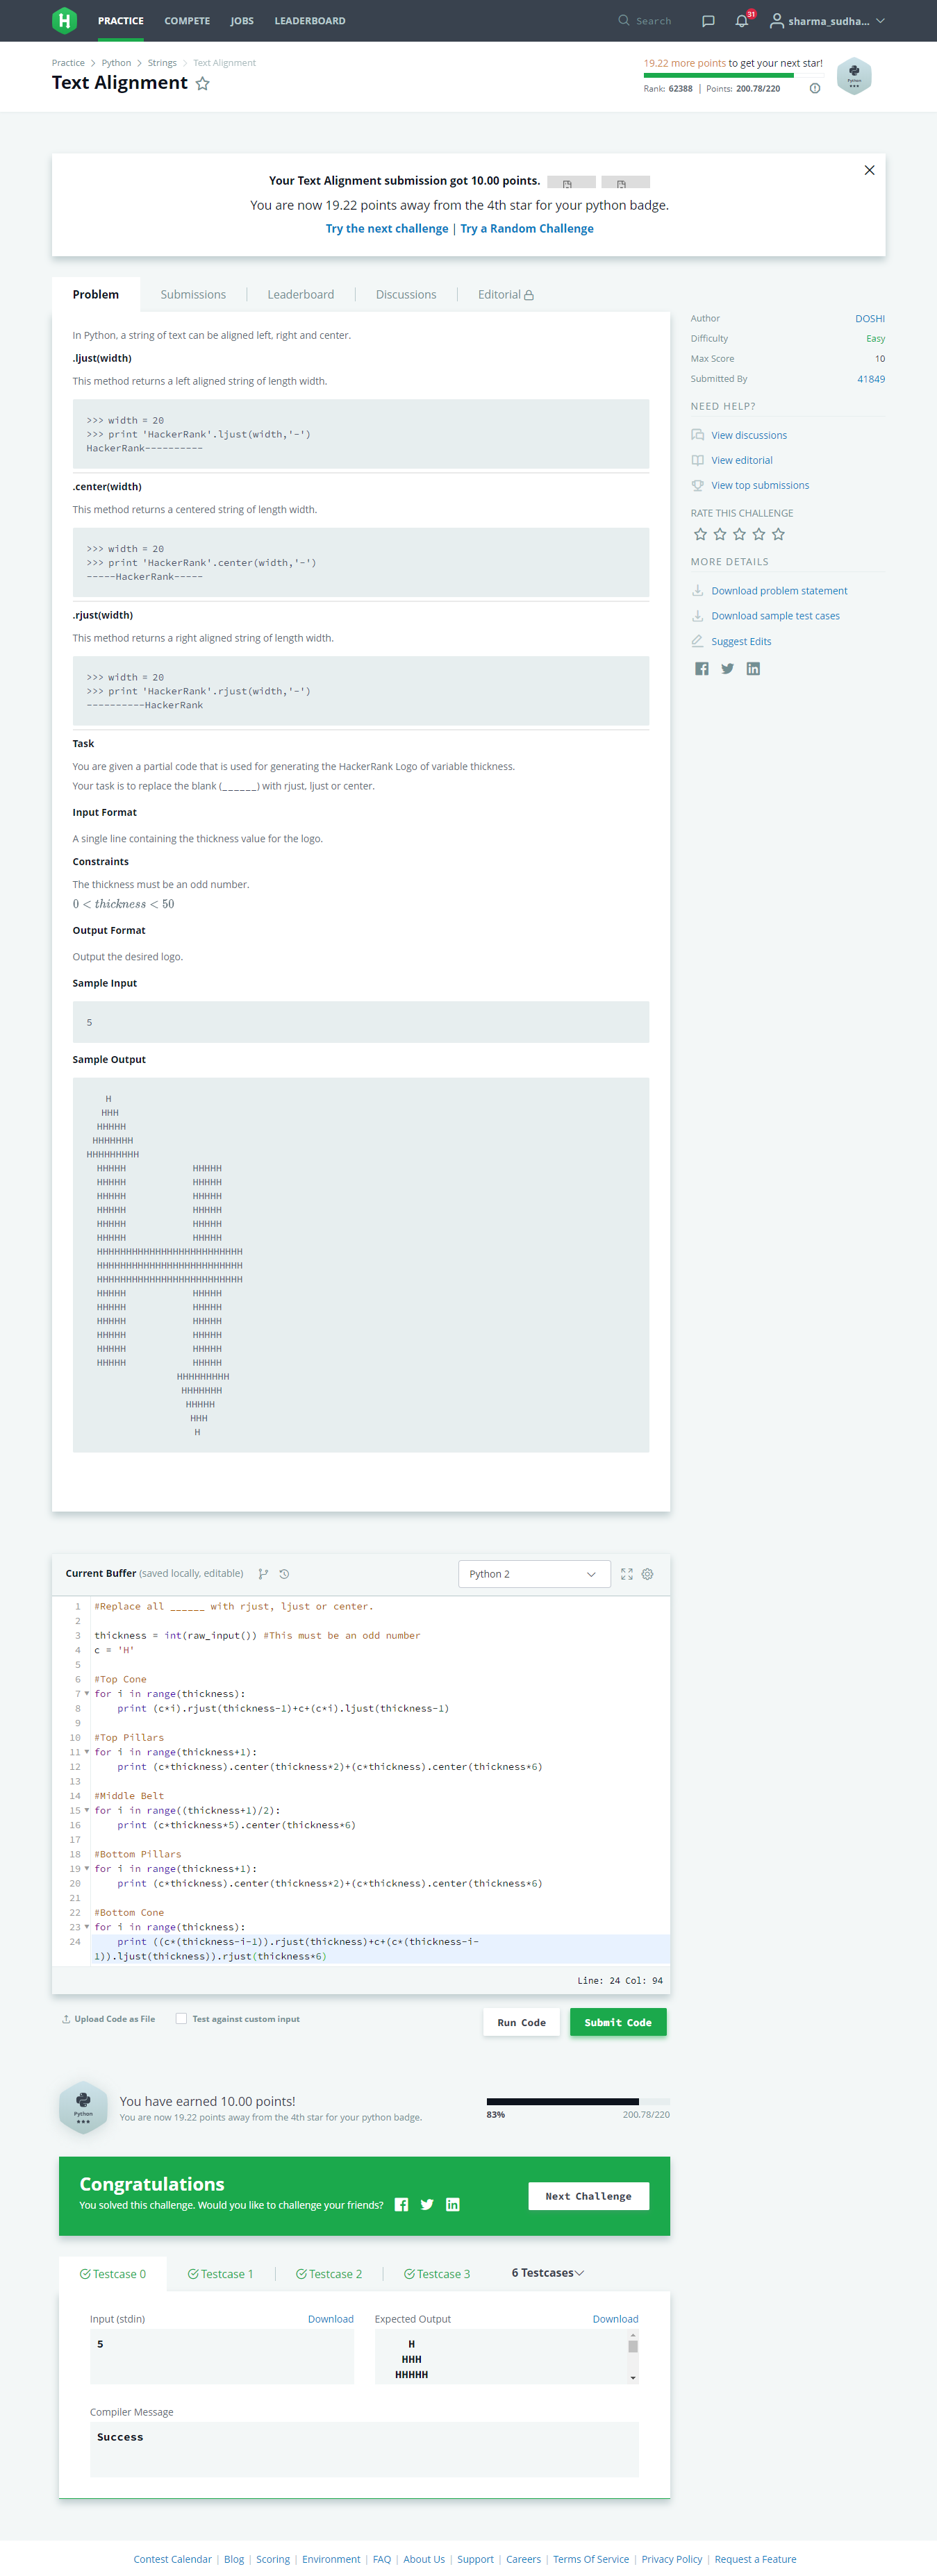 PRACTICE COMPETE JOBS LEADERBOARD Search 31 sharma_sudha...
Practice > Python > Strings > Text Alignment
Text Alignment
19.22 more points to get your next star!
Rank: 62388 | Points: 200.78/220
Python
Your Text Alignment submission got 10.00 points.
You are now 19.22 points away from the 4th star for your python badge.
Try the next challenge | Try a Random Challenge
Problem Submissions Leaderboard Discussions Editorial
In Python, a string of text can be aligned left, right and center.
.ljust(width)
This method returns a left aligned string of length width.
>>> width = 20
>>> print 'HackerRank'.ljust(width,'-')
HackerRank----------
.center(width)
This method returns a centered string of length width.
>>> width = 20
>>> print 'HackerRank'.center(width,'-')
-----HackerRank-----
.rjust(width)
This method returns a right aligned string of length width.
>>> width = 20
>>> print 'HackerRank'.rjust(width,'-')
----------HackerRank
Task
You are given a partial code that is used for generating the HackerRank Logo of variable thickness.
Your task is to replace the blank (______) with rjust, ljust or center.
Input Format
A single line containing the thickness value for the logo.
Constraints
The thickness must be an odd number.
0 < thickness < 50
Output Format
Output the desired logo.
Sample Input
5
Sample Output
    H
   HHH
  HHHHH
 HHHHHHH
HHHHHHHHH
  HHHHH               HHHHH
  HHHHH               HHHHH
  HHHHH               HHHHH
  HHHHH               HHHHH
  HHHHH               HHHHH
  HHHHH               HHHHH
  HHHHHHHHHHHHHHHHHHHHHHHHH
  HHHHHHHHHHHHHHHHHHHHHHHHH
  HHHHHHHHHHHHHHHHHHHHHHHHH
  HHHHH               HHHHH
  HHHHH               HHHHH
  HHHHH               HHHHH
  HHHHH               HHHHH
  HHHHH               HHHHH
  HHHHH               HHHHH
                    HHHHHHHHH
                     HHHHHHH
                      HHHHH
                       HHH
                        H
Author DOSHI
Difficulty Easy
Max Score 10
Submitted By 41849
NEED HELP?
View discussions
View editorial
View top submissions
RATE THIS CHALLENGE
MORE DETAILS
Download problem statement
Download sample test cases
Suggest Edits
Current Buffer (saved locally, editable) Python 2
1 #Replace all ______ with rjust, ljust or center.
2
3 thickness = int(raw_input()) #This must be an odd number
4 c = 'H'
5
6 #Top Cone
7 for i in range(thickness):
8     print (c*i).rjust(thickness-1)+c+(c*i).ljust(thickness-1)
9
10 #Top Pillars
11 for i in range(thickness+1):
12     print (c*thickness).center(thickness*2)+(c*thickness).center(thickness*6)
13
14 #Middle Belt
15 for i in range((thickness+1)/2):
16     print (c*thickness*5).center(thickness*6)
17
18 #Bottom Pillars
19 for i in range(thickness+1):
20     print (c*thickness).center(thickness*2)+(c*thickness).center(thickness*6)
21
22 #Bottom Cone
23 for i in range(thickness):
24     print ((c*(thickness-i-1)).rjust(thickness)+c+(c*(thickness-i-
1)).ljust(thickness)).rjust(thickness*6)
Line: 24 Col: 94
Upload Code as File Test against custom input Run Code Submit Code
Python
You have earned 10.00 points!
You are now 19.22 points away from the 4th star for your python badge.
83% 200.78/220
Congratulations
You solved this challenge. Would you like to challenge your friends?
Next Challenge
Testcase 0 Testcase 1 Testcase 2 Testcase 3 6 Testcases
Input (stdin) Download
5
Expected Output Download
    H
   HHH
  HHHHH
Compiler Message
Success
Contest Calendar | Blog | Scoring | Environment | FAQ | About Us | Support | Careers | Terms Of Service | Privacy Policy | Request a Feature